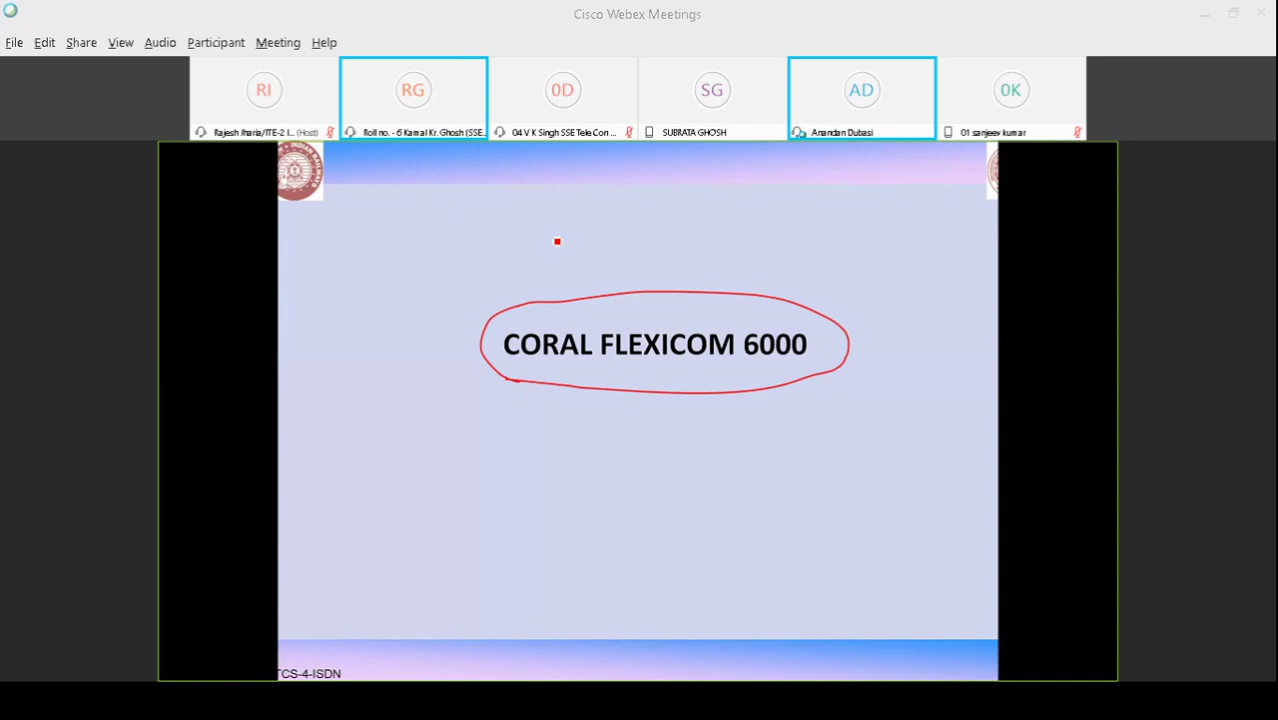 Cisco Webex Meetings
File Edit Share View Audio Participant Meeting Help
RI RG 0D SG AD 0K
Rajesh Jharia/ITE-2 I... (Host) Roll no. - 6 Kamal Kr. Ghosh (SSE... 04 V K Singh SSE Tele Con ... SUBRATA GHOSH Anandan Dubasi 01 sanjeev kumar
CORAL FLEXICOM 6000
TCS-4-ISDN